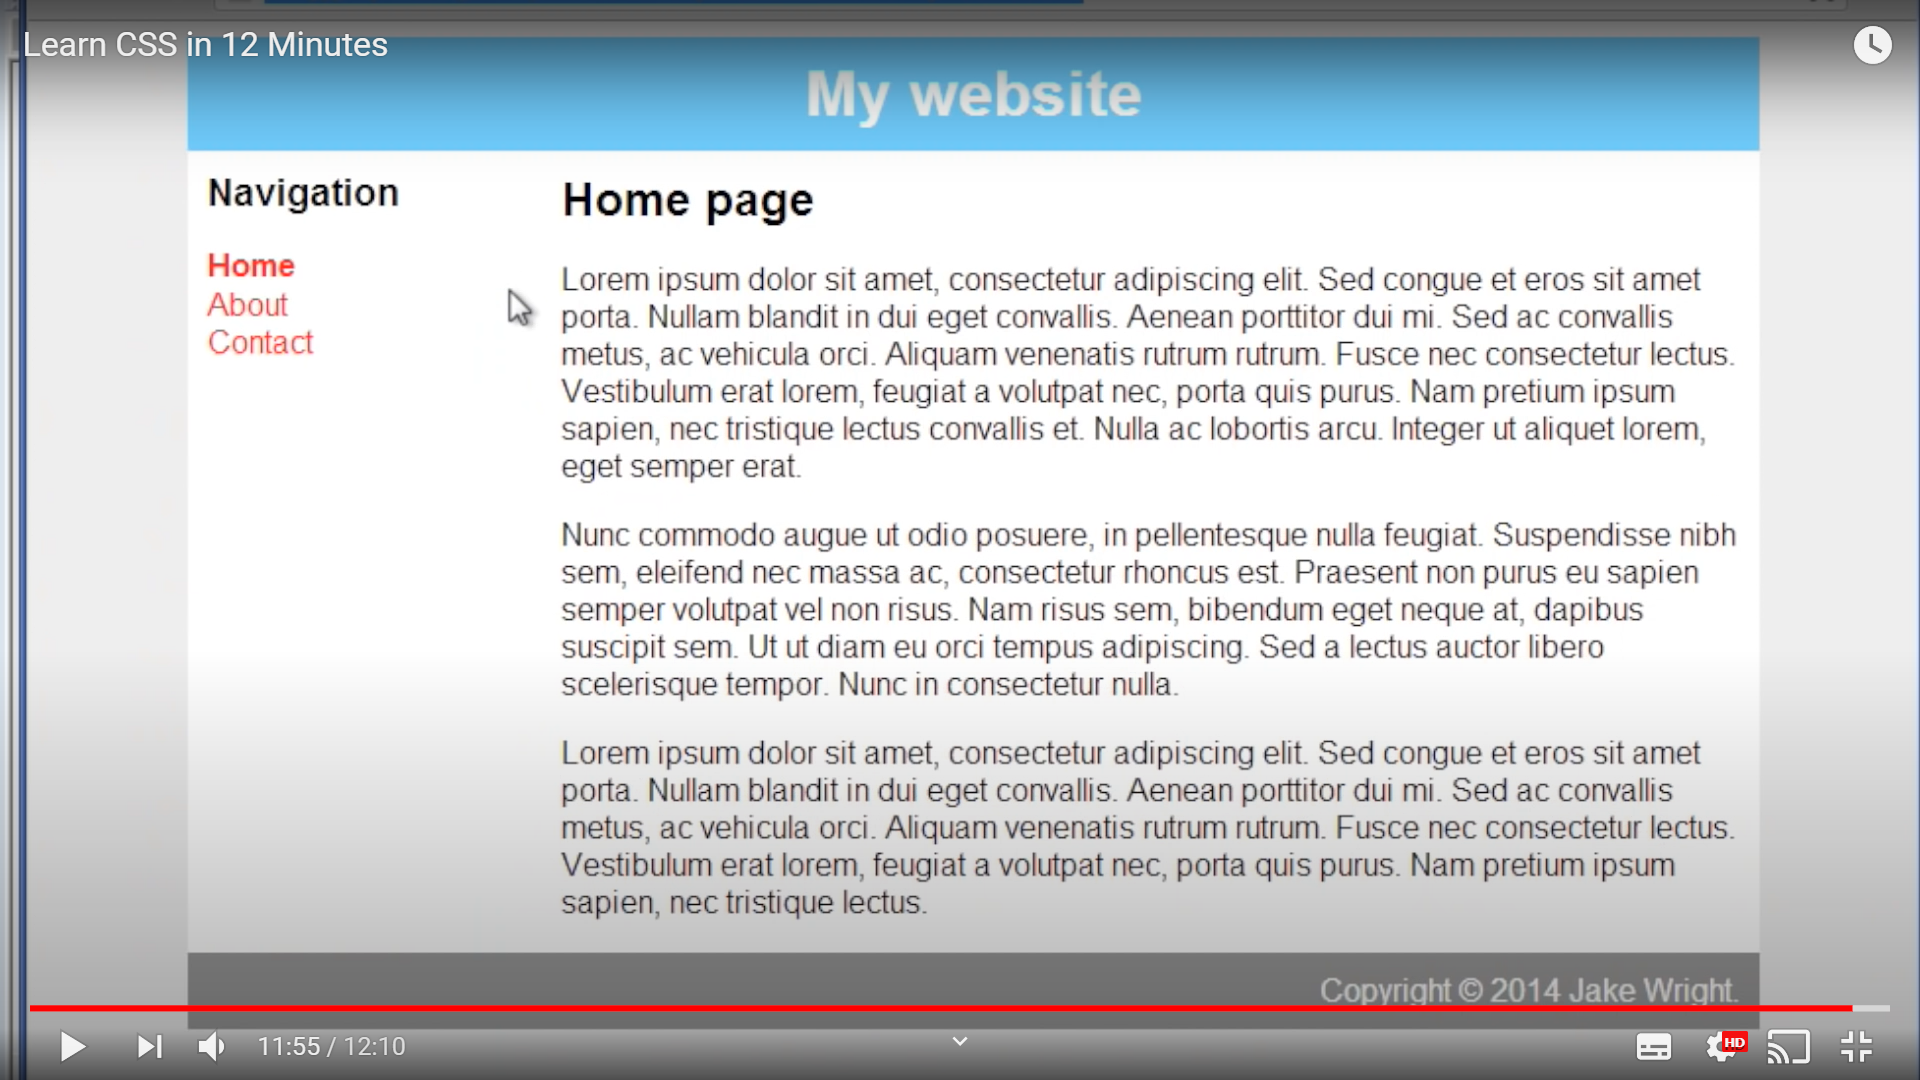 Learn CSS in 12 Minutes
My website
Navigation
Home
About
Contact
Home page
Lorem ipsum dolor sit amet, consectetur adipiscing elit. Sed congue et eros sit amet
porta. Nullam blandit in dui eget convallis. Aenean porttitor dui mi. Sed ac convallis
metus, ac vehicula orci. Aliquam venenatis rutrum rutrum. Fusce nec consectetur lectus.
Vestibulum erat lorem, feugiat a volutpat nec, porta quis purus. Nam pretium ipsum
sapien, nec tristique lectus convallis et. Nulla ac lobortis arcu. Integer ut aliquet lorem,
eget semper erat.
Nunc commodo augue ut odio posuere, in pellentesque nulla feugiat. Suspendisse nibh
sem, eleifend nec massa ac, consectetur rhoncus est. Praesent non purus eu sapien
semper volutpat vel non risus. Nam risus sem, bibendum eget neque at, dapibus
suscipit sem. Ut ut diam eu orci tempus adipiscing. Sed a lectus auctor libero
scelerisque tempor. Nunc in consectetur nulla.
Lorem ipsum dolor sit amet, consectetur adipiscing elit. Sed congue et eros sit amet
porta. Nullam blandit in dui eget convallis. Aenean porttitor dui mi. Sed ac convallis
metus, ac vehicula orci. Aliquam venenatis rutrum rutrum. Fusce nec consectetur lectus.
Vestibulum erat lorem, feugiat a volutpat nec, porta quis purus. Nam pretium ipsum
sapien, nec tristique lectus.
Copyright © 2014 Jake Wright.
11:55 / 12:10
HD